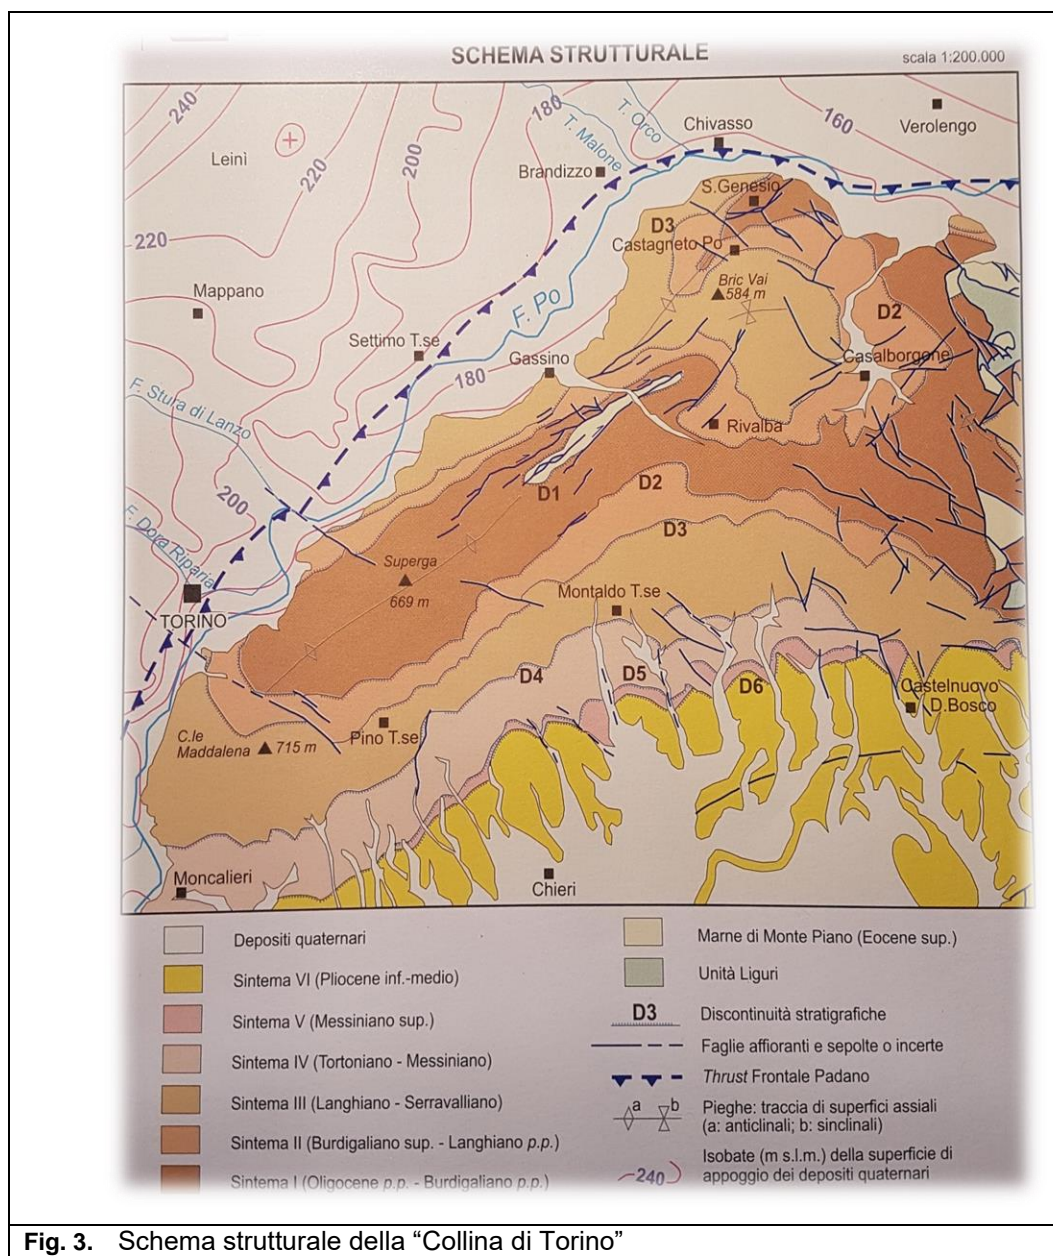 SCHEMA STRUTTURALE
scala 1:200.000
240
220
200
180
T. Malone
T. Orco
Chivasso
160
Verolengo
Leinì
Brandizzo
S.Genesio
D3
220
Castagneto Po
Mappano
Bric Vai
584 m
F. Po
D2
Settimo T.se
Gassino
180
Casalborgone
F. Stura di Lanzo
Rivalba
200
D1
D2
D3
F. Dora Riparia
Superga
669 m
Montaldo T.se
TORINO
D4
D5
D6
Castelnuovo
D.Bosco
C.le
Maddalena
715 m
Pino T.se
Moncalieri
Chieri
Depositi quaternari
Sintema VI (Pliocene inf.-medio)
Sintema V (Messiniano sup.)
Sintema IV (Tortoniano - Messiniano)
Sintema III (Langhiano - Serravalliano)
Sintema II (Burdigaliano sup. - Langhiano p.p.)
Sintema I (Oligocene p.p. - Burdigaliano p.p.)
Marne di Monte Piano (Eocene sup.)
Unità Liguri
D3 Discontinuità stratigrafiche
Faglie affioranti e sepolte o incerte
Thrust Frontale Padano
a b Pieghe: traccia di superfici assiali
(a: anticlinali; b: sinclinali)
240 Isobate (m s.l.m.) della superficie di
appoggio dei depositi quaternari
Fig. 3. Schema strutturale della “Collina di Torino”